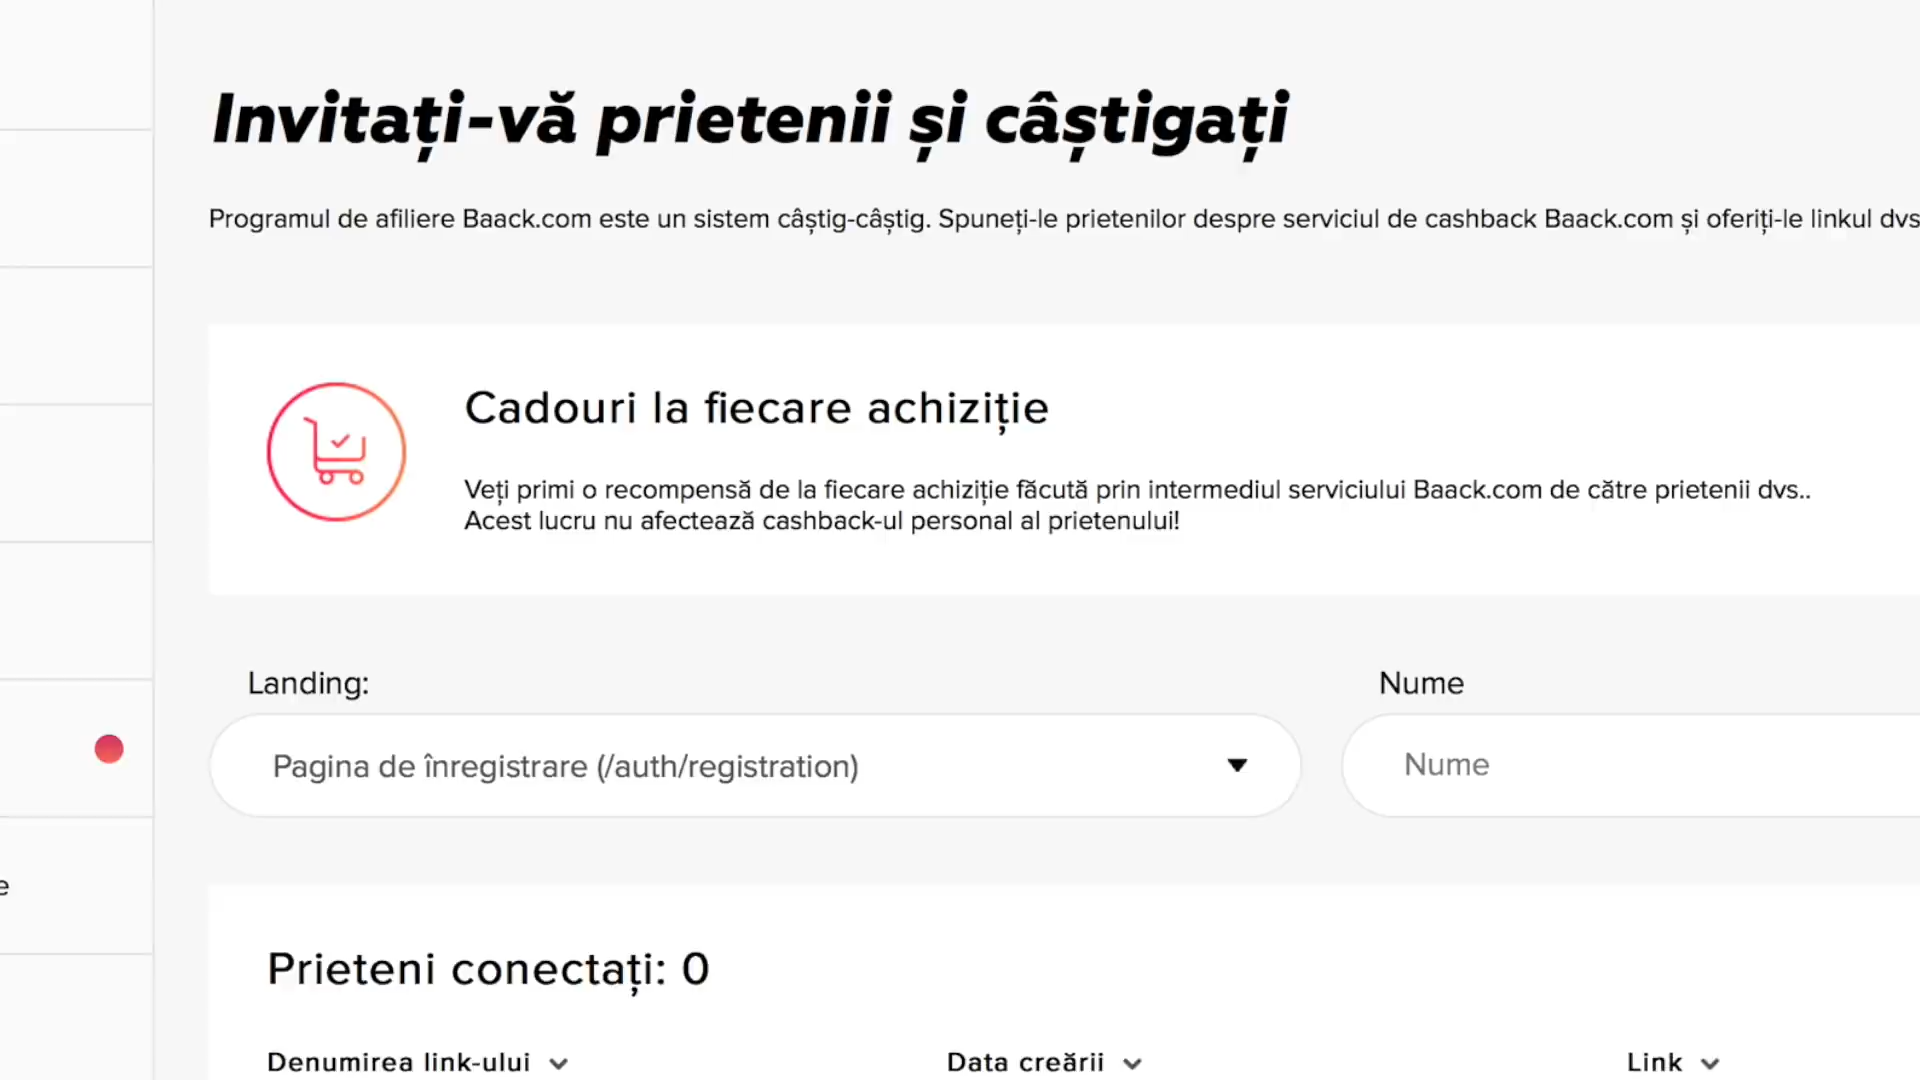 Invitați-vă prietenii și câștigați
Programul de afiliere Baack.com este un sistem câștig-câștig. Spuneți-le prietenilor despre serviciul de cashback Baack.com și oferiți-le linkul dvs
Cadouri la fiecare achiziție
Veți primi o recompensă de la fiecare achiziție făcută prin intermediul serviciului Baack.com de către prietenii dvs..
Acest lucru nu afectează cashback-ul personal al prietenului!
Landing:
Nume
Pagina de înregistrare (/auth/registration)
Nume
e
Prieteni conectați: 0
Denumirea link-ului
Data creării
Link